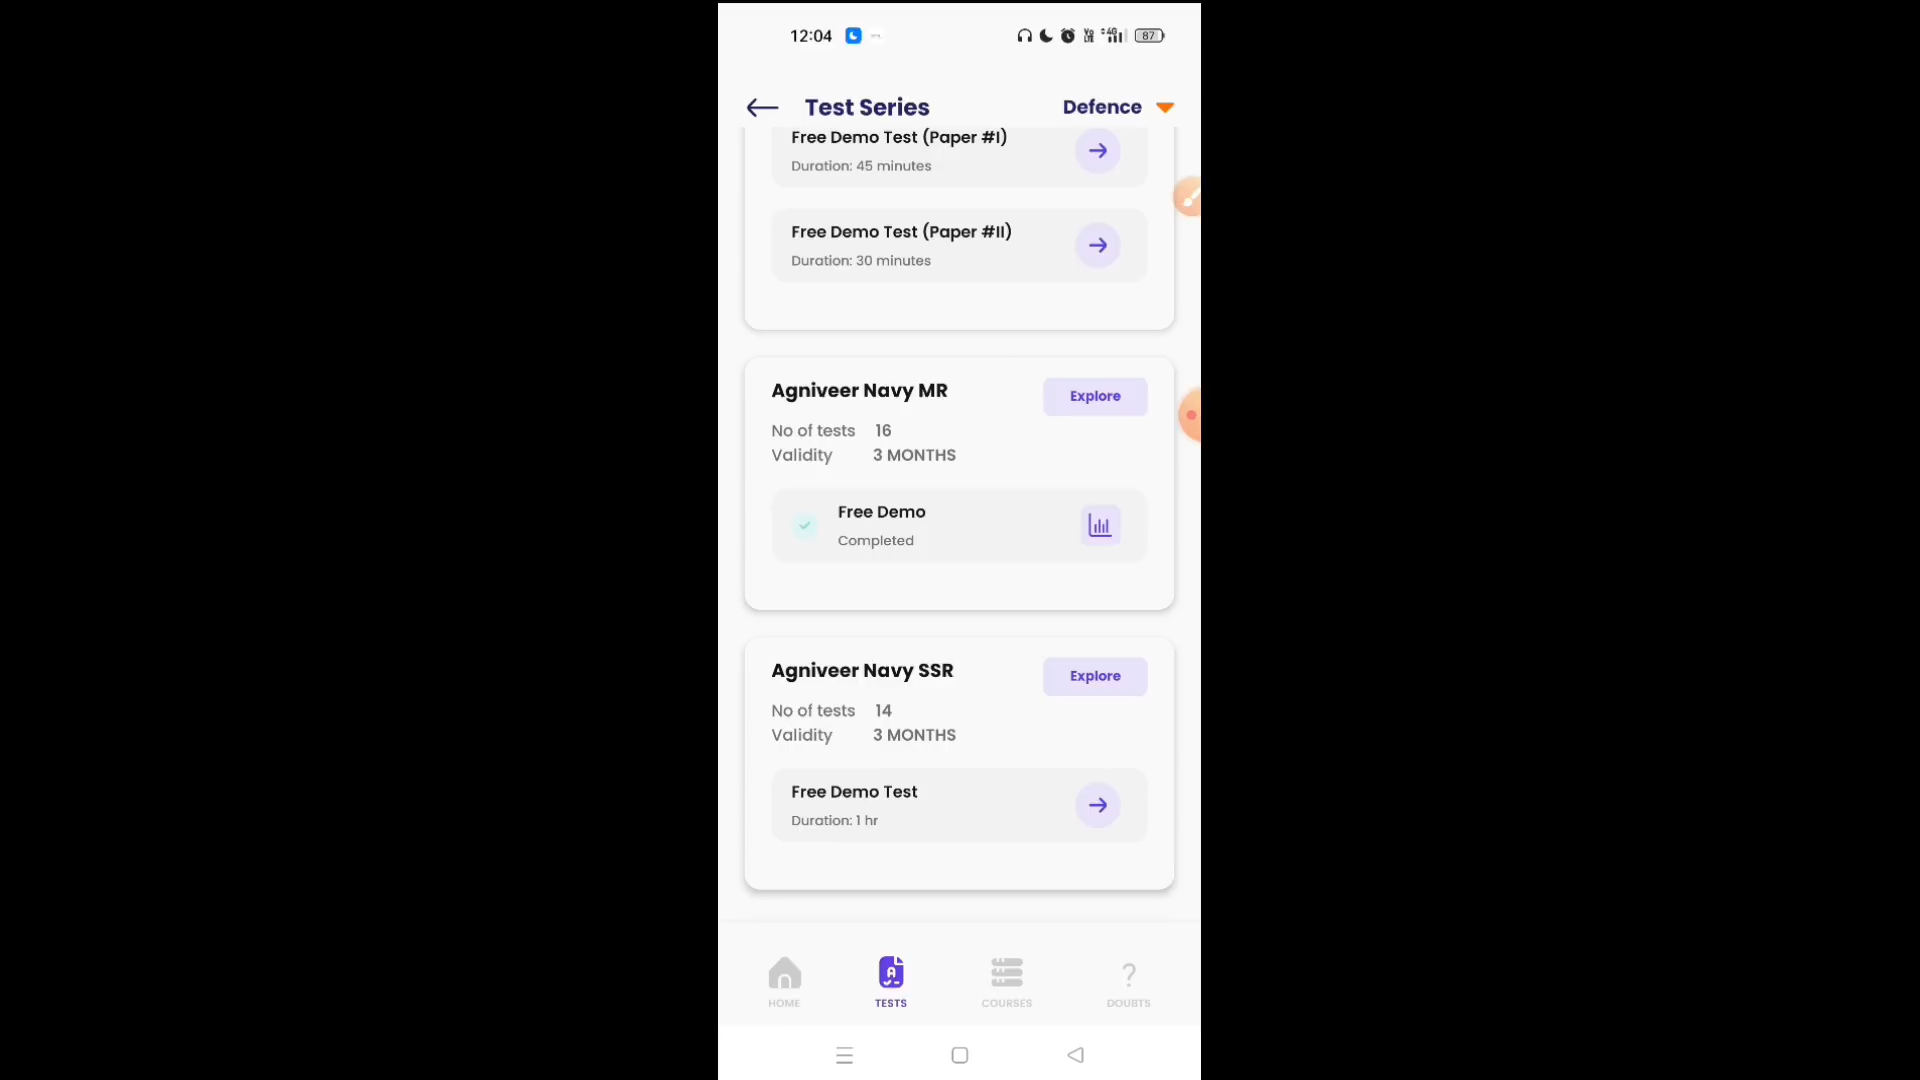 12:04
87
Test Series
Defence
Free Demo Test (Paper #I)
Duration: 45 minutes
Free Demo Test (Paper #II)
Duration: 30 minutes
Agniveer Navy MR
Explore
No of tests 16
Validity 3 MONTHS
Free Demo
Completed
Agniveer Navy SSR
Explore
No of tests 14
Validity 3 MONTHS
Free Demo Test
Duration: 1 hr
HOME
TESTS
COURSES
DOUBTS